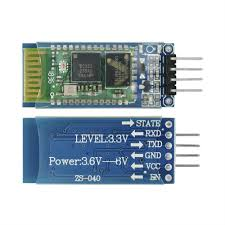 STATE
RXD
LEVEL:3.3V
TXD
GND
Power:3.6V—6V
VCC
ZS-040
EN